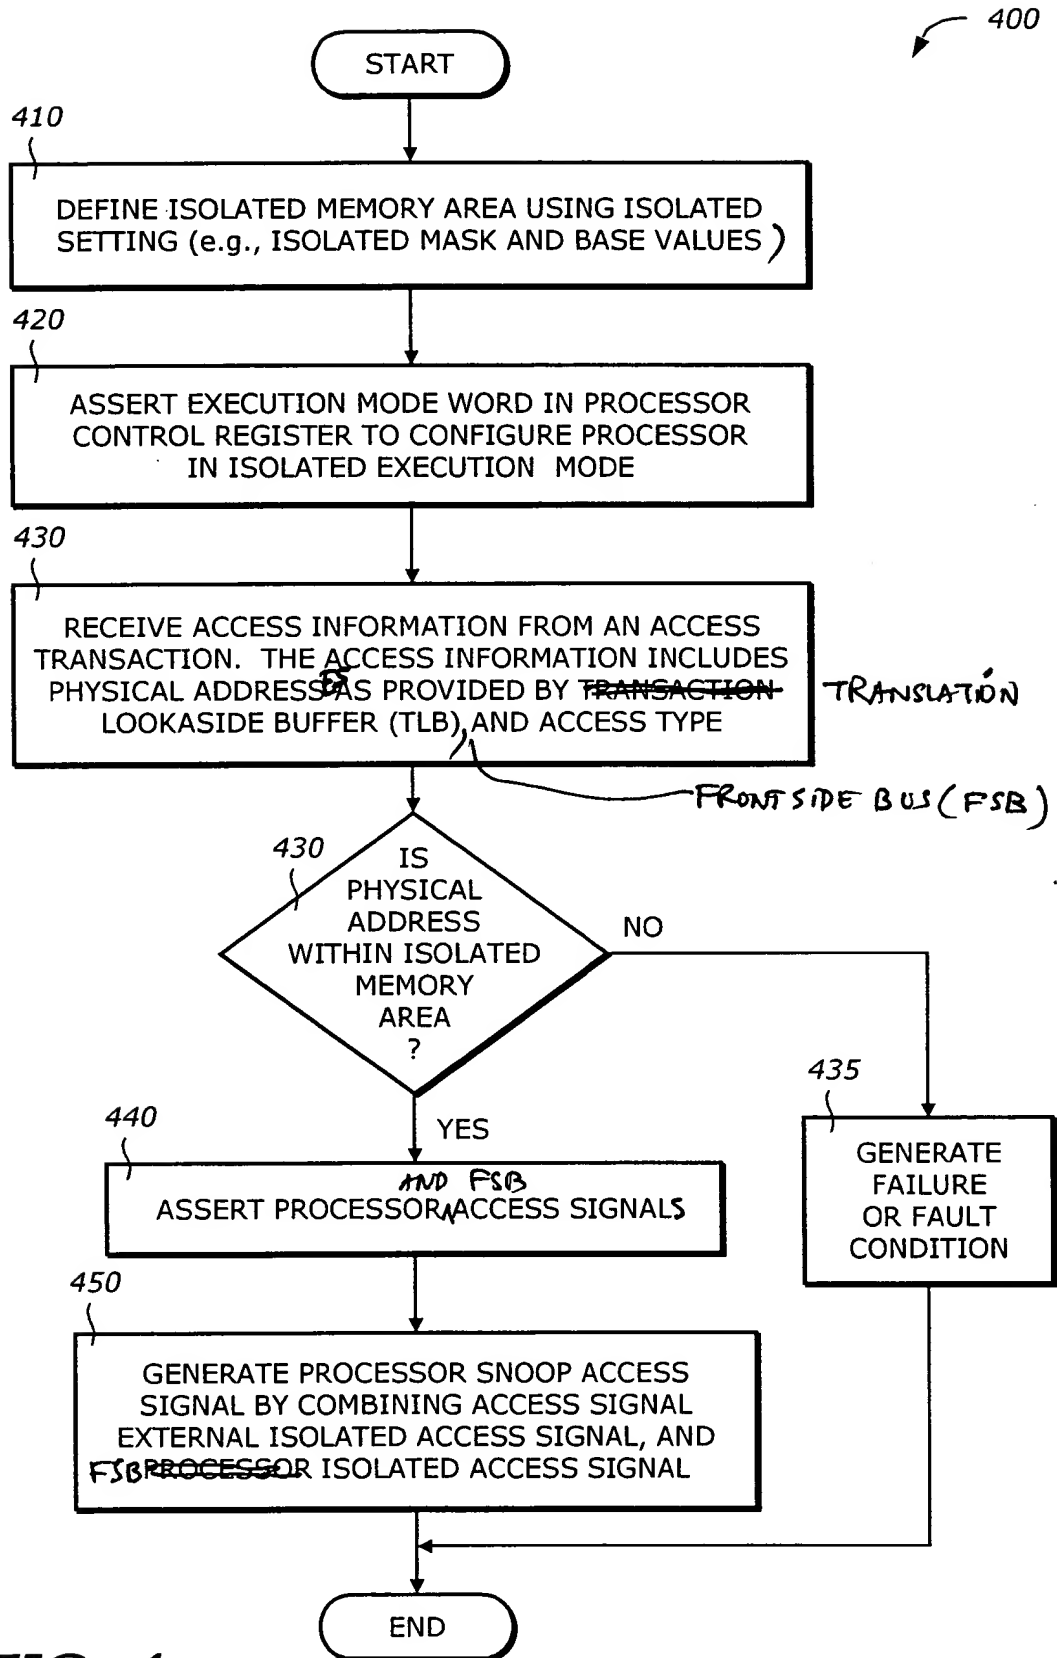 400
START
410
DEFINE ISOLATED MEMORY AREA USING ISOLATED
SETTING (e.g., ISOLATED MASK AND BASE VALUES)
420
ASSERT EXECUTION MODE WORD IN PROCESSOR
CONTROL REGISTER TO CONFIGURE PROCESSOR
IN ISOLATED EXECUTION MODE
430
RECEIVE ACCESS INFORMATION FROM AN ACCESS
TRANSACTION. THE ACCESS INFORMATION INCLUDES
ES
PHYSICAL ADDRESS AS PROVIDED BY TRANSACTION TRANSLATION
LOOKASIDE BUFFER (TLB), AND ACCESS TYPE
FRONT SIDE BUS (FSB)
430
IS
PHYSICAL
ADDRESS
WITHIN ISOLATED
MEMORY
AREA
?
NO
YES
435
GENERATE
FAILURE
OR FAULT
CONDITION
440
AND FSB
ASSERT PROCESSOR ACCESS SIGNALS
450
GENERATE PROCESSOR SNOOP ACCESS
SIGNAL BY COMBINING ACCESS SIGNAL
EXTERNAL ISOLATED ACCESS SIGNAL, AND
FSB PROCESSOR ISOLATED ACCESS SIGNAL
END